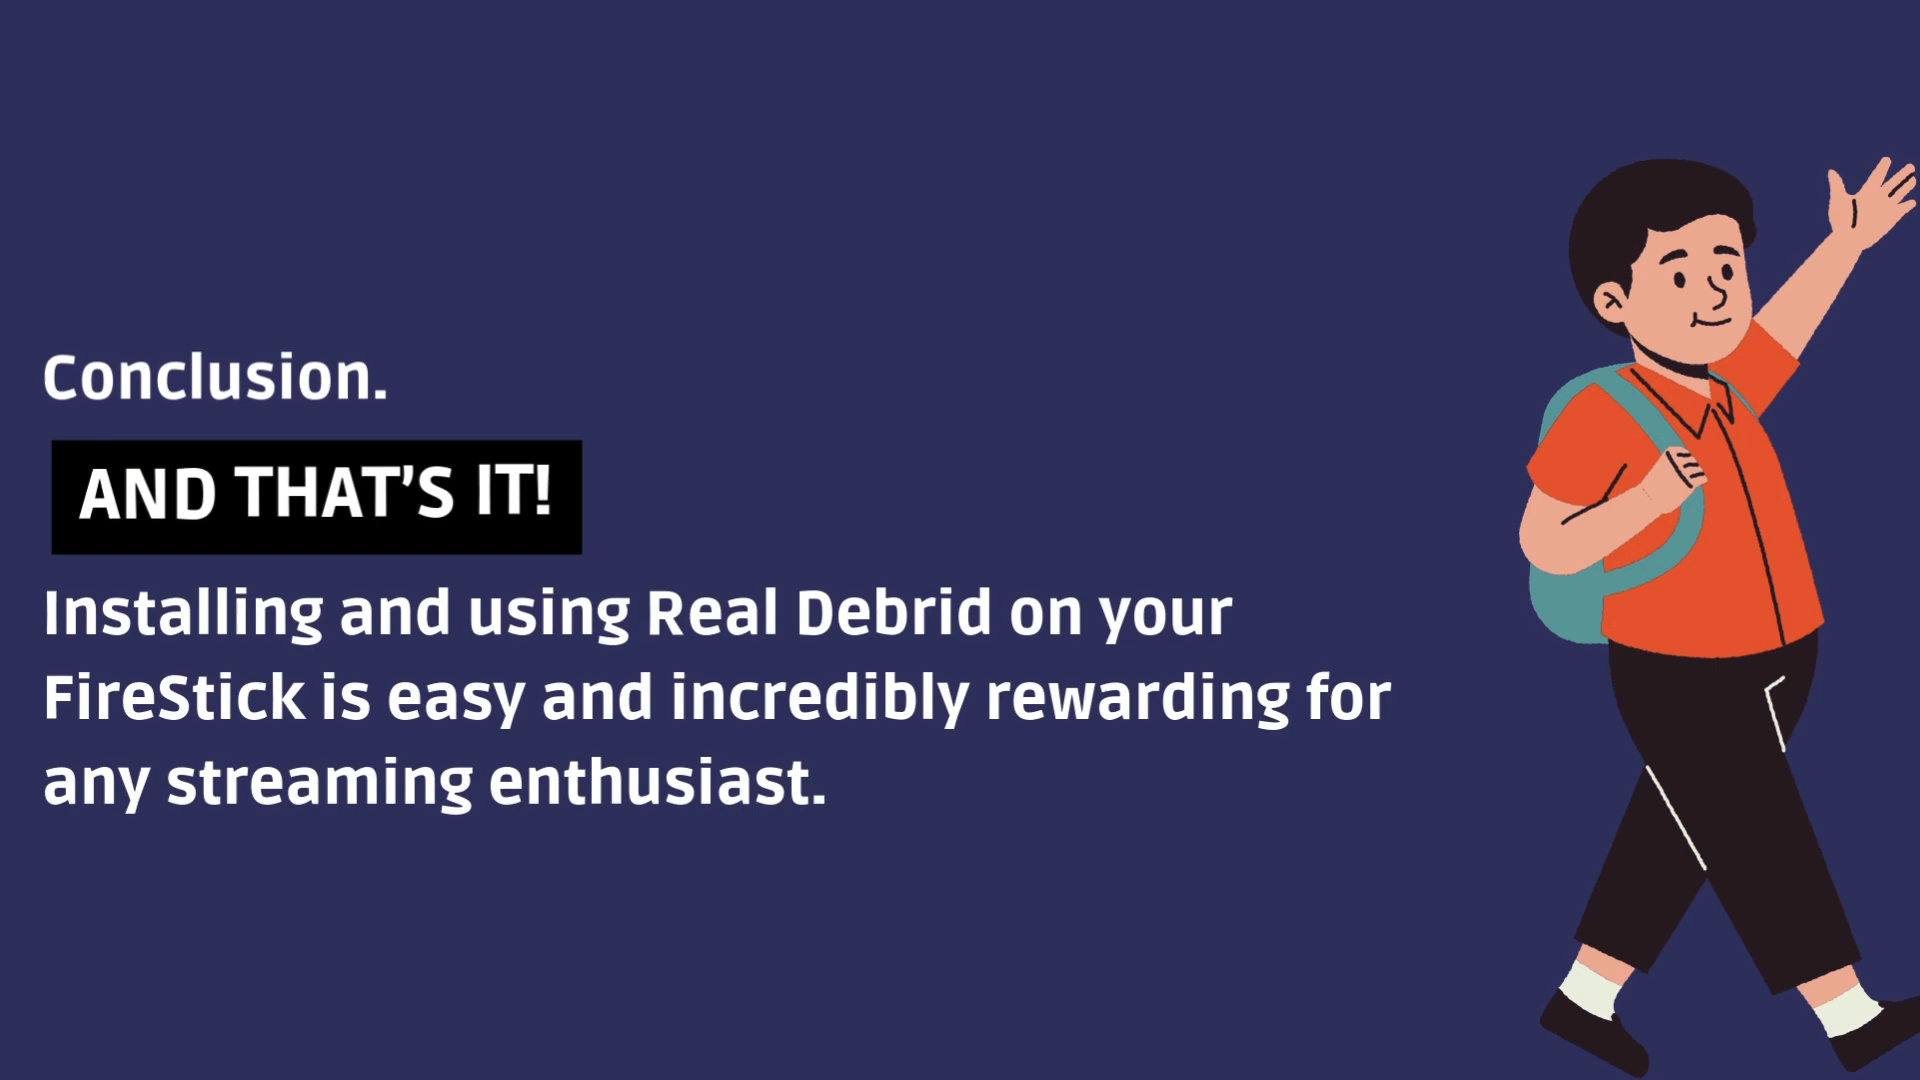 Conclusion.
AND THAT’S IT!
Installing and using Real Debrid on your
FireStick is easy and incredibly rewarding for
any streaming enthusiast.